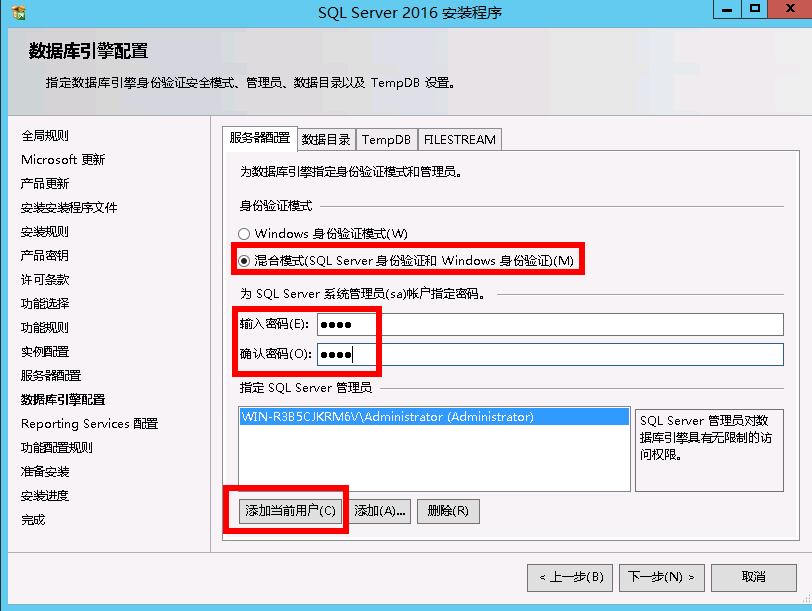 SQL Server 2016 安装程序
数据库引擎配置
指定数据库引擎身份验证安全模式、管理员、数据目录以及 TempDB 设置。
全局规则
Microsoft 更新
产品更新
安装安装程序文件
安装规则
产品密钥
许可条款
功能选择
功能规则
实例配置
服务器配置
数据库引擎配置
Reporting Services 配置
功能配置规则
准备安装
安装进度
完成
服务器配置 数据目录 TempDB FILESTREAM
为数据库引擎指定身份验证模式和管理员。
身份验证模式
Windows 身份验证模式(W)
混合模式(SQL Server 身份验证和 Windows 身份验证)(M)
为 SQL Server 系统管理员(sa)帐户指定密码。
输入密码(E): ●●●●
确认密码(O): ●●●●
指定 SQL Server 管理员
WIN-R3B5CJKRM6V\Administrator (Administrator)
SQL Server 管理员对数
据库引擎具有无限制的访
问权限。
添加当前用户(C) 添加(A)... 删除(R)
< 上一步(B) 下一步(N) > 取消